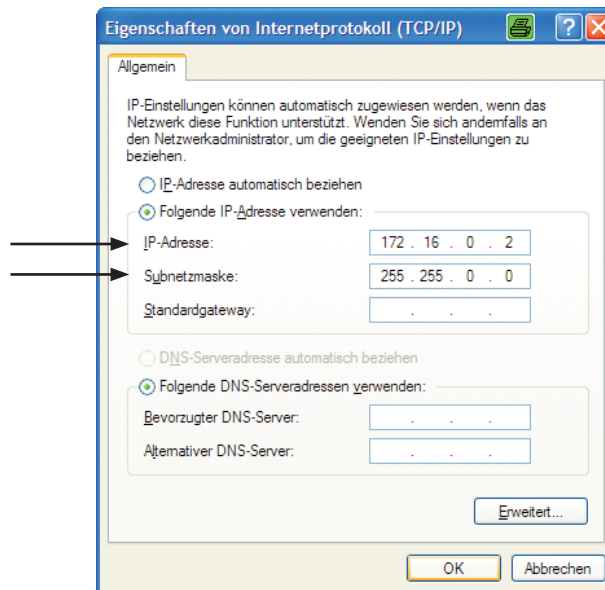 Eigenschaften von Internetprotokoll (TCP/IP)
Allgemein
IP-Einstellungen können automatisch zugewiesen werden, wenn das
Netzwerk diese Funktion unterstützt. Wenden Sie sich andernfalls an
den Netzwerkadministrator, um die geeigneten IP-Einstellungen zu
beziehen.
IP-Adresse automatisch beziehen
Folgende IP-Adresse verwenden:
IP-Adresse: 172 . 16 . 0 . 2
Subnetzmaske: 255 . 255 . 0 . 0
Standardgateway: . . .
DNS-Serveradresse automatisch beziehen
Folgende DNS-Serveradressen verwenden:
Bevorzugter DNS-Server: . . .
Alternativer DNS-Server: . . .
Erweitert...
OK Abbrechen